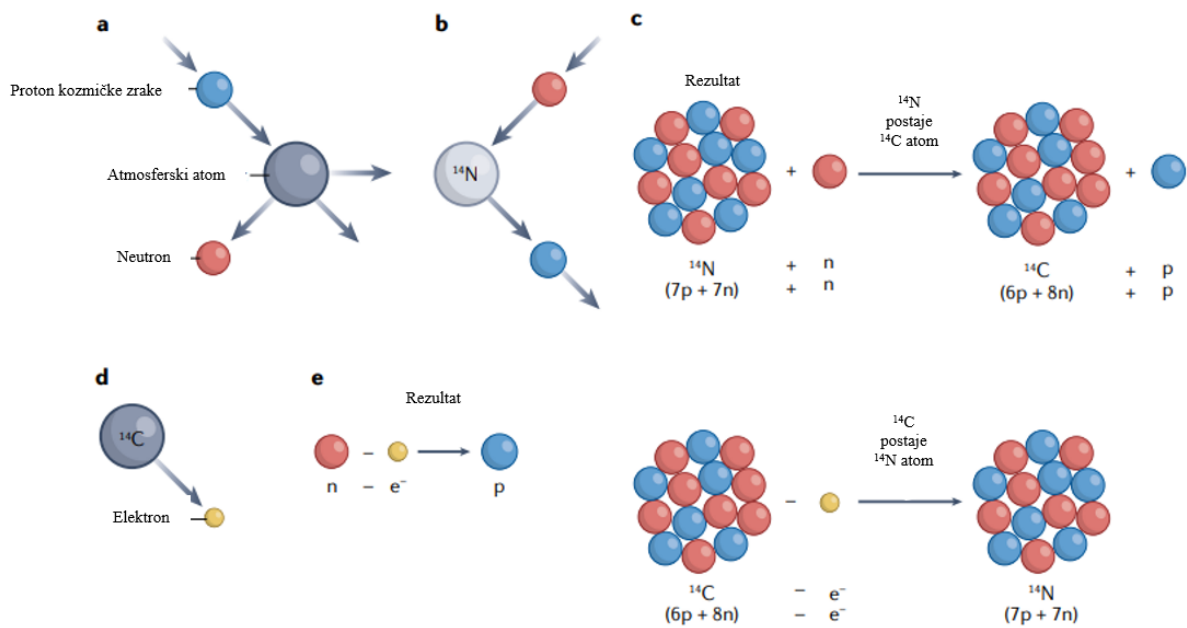 a
Proton kozmičke zrake
Atmosferski atom
Neutron
b
¹⁴N
c
Rezultat
+
¹⁴N
postaje
¹⁴C atom
+
¹⁴N + n
(7p + 7n) + n
¹⁴C + p
(6p + 8n) + p
d
¹⁴C
Elektron
e
Rezultat
–
n – e⁻
p
–
¹⁴C
postaje
¹⁴N atom
¹⁴C – e⁻
(6p + 8n) – e⁻
¹⁴N
(7p + 7n)